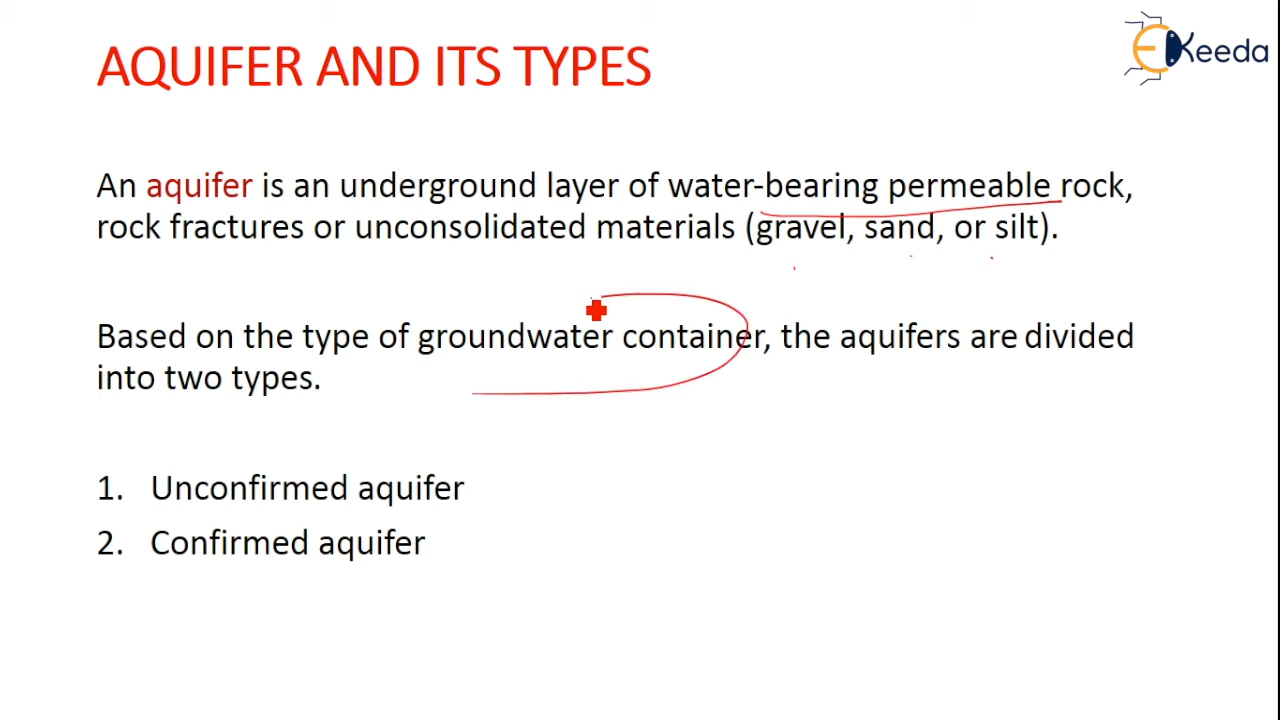 AQUIFER AND ITS TYPES
Keeda
An aquifer is an underground layer of water-bearing permeable rock,
rock fractures or unconsolidated materials (gravel, sand, or silt).
Based on the type of groundwater container, the aquifers are divided
into two types.
1. Unconfirmed aquifer
2. Confirmed aquifer